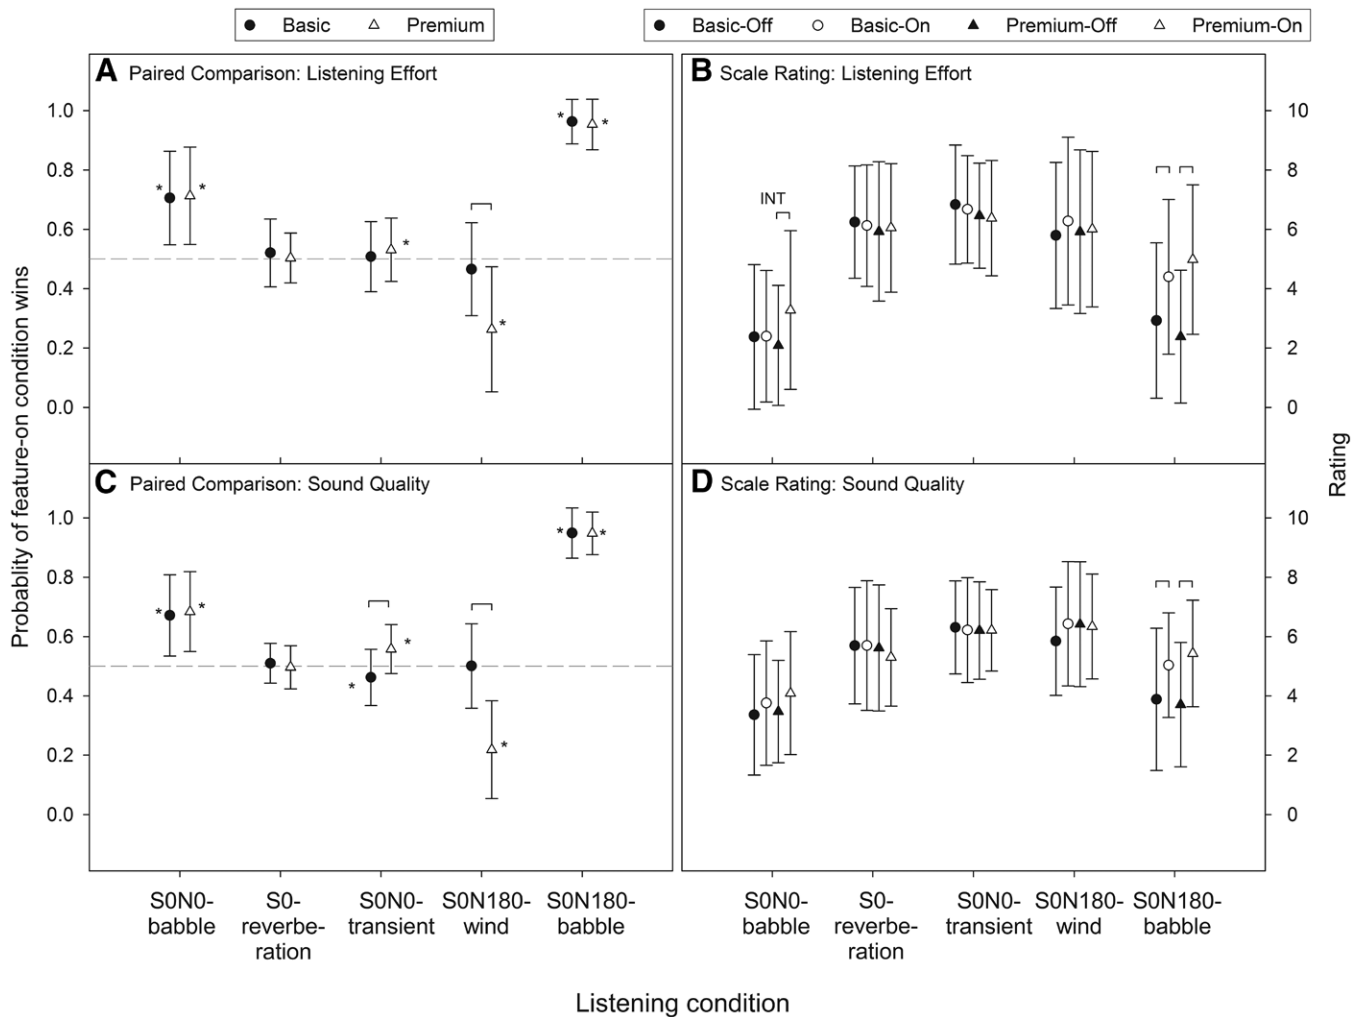 Basic Premium
Basic-Off Basic-On Premium-Off Premium-On
A Paired Comparison: Listening Effort
B Scale Rating: Listening Effort
1.0
0.8
0.6
0.4
0.2
0.0
* * * * * *
INT
10
8
6
4
2
0
C Paired Comparison: Sound Quality
D Scale Rating: Sound Quality
1.0
0.8
0.6
0.4
0.2
0.0
* * * * * * *
10
8
6
4
2
0
Probablity of feature-on condition wins
Rating
S0N0-
babble
S0-
reverbe-
ration
S0N0-
transient
S0N180-
wind
S0N180-
babble
S0N0-
babble
S0-
reverbe-
ration
S0N0-
transient
S0N180-
wind
S0N180-
babble
Listening condition